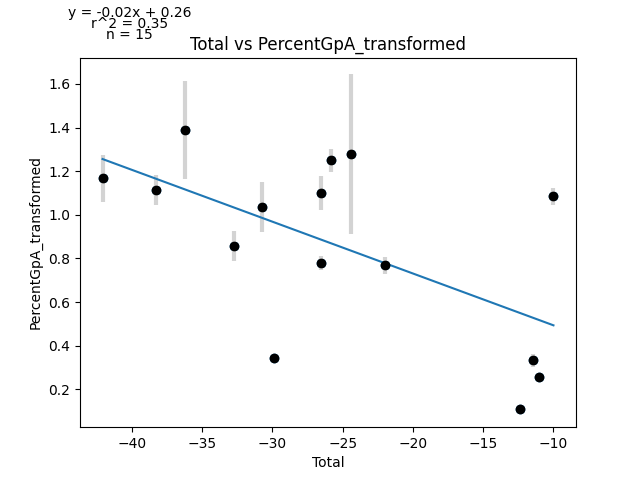 y = -0.02x + 0.26
r^2 = 0.35
n = 15
Total vs PercentGpA_transformed
PercentGpA_transformed
1.6
1.4
1.2
1.0
0.8
0.6
0.4
0.2
−40 −35 −30 −25 −20 −15 −10
Total